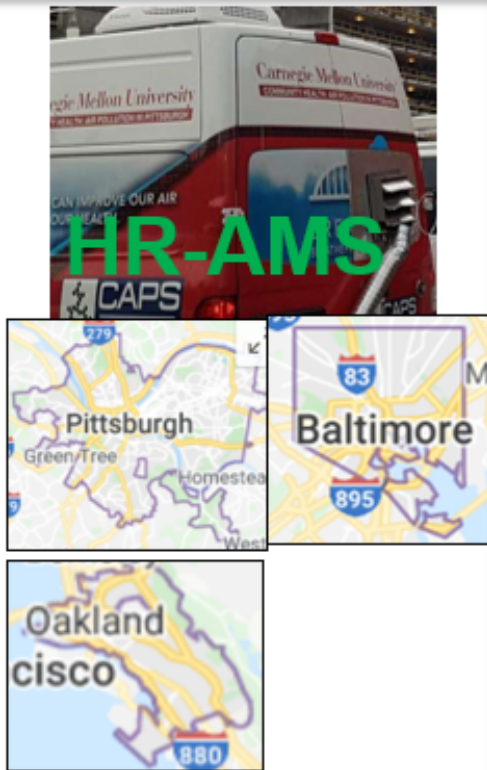 Carnegie Mellon University
COMMUNITY HEALTH: AIR POLLUTION IN PITTSBURGH
egie Mellon University
Y HEALTH: AIR POLLUTION IN PITTSBURGH
CAN IMPROVE OUR AIR
OUR HEALTH
HR-AMS
CAPS
CAPS
279
Pittsburgh
Green Tree
Homestea
West
79
83
M
Baltimore
895
Oakland
cisco
880